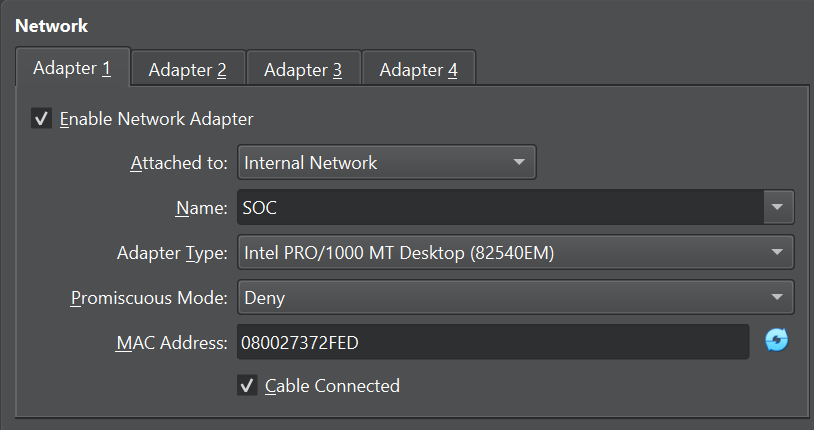 Network
Adapter 1 Adapter 2 Adapter 3 Adapter 4
Enable Network Adapter
Attached to: Internal Network
Name: SOC
Adapter Type: Intel PRO/1000 MT Desktop (82540EM)
Promiscuous Mode: Deny
MAC Address: 080027372FED
Cable Connected